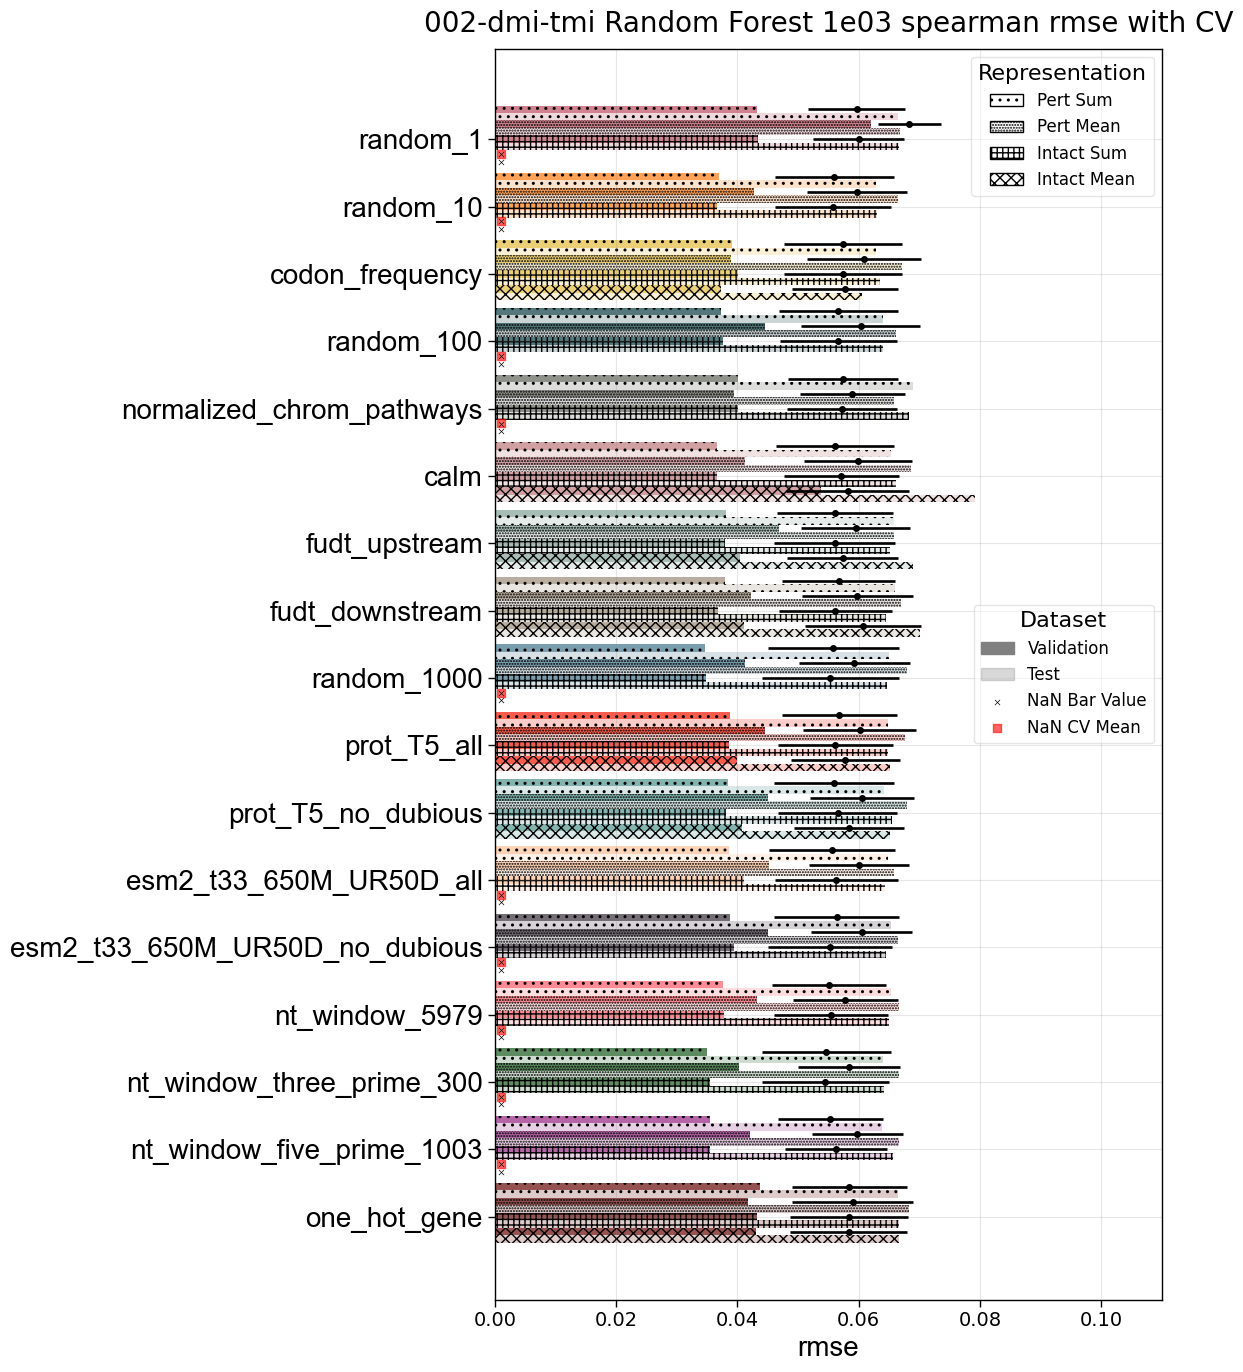 002-dmi-tmi Random Forest 1e03 spearman rmse with CV
Representation
Pert Sum
Pert Mean
Intact Sum
Intact Mean
random_1
random_10
codon_frequency
random_100
normalized_chrom_pathways
calm
fudt_upstream
fudt_downstream
random_1000
prot_T5_all
prot_T5_no_dubious
esm2_t33_650M_UR50D_all
esm2_t33_650M_UR50D_no_dubious
nt_window_5979
nt_window_three_prime_300
nt_window_five_prime_1003
one_hot_gene
Dataset
Validation
Test
NaN Bar Value
NaN CV Mean
0.00 0.02 0.04 0.06 0.08 0.10
rmse